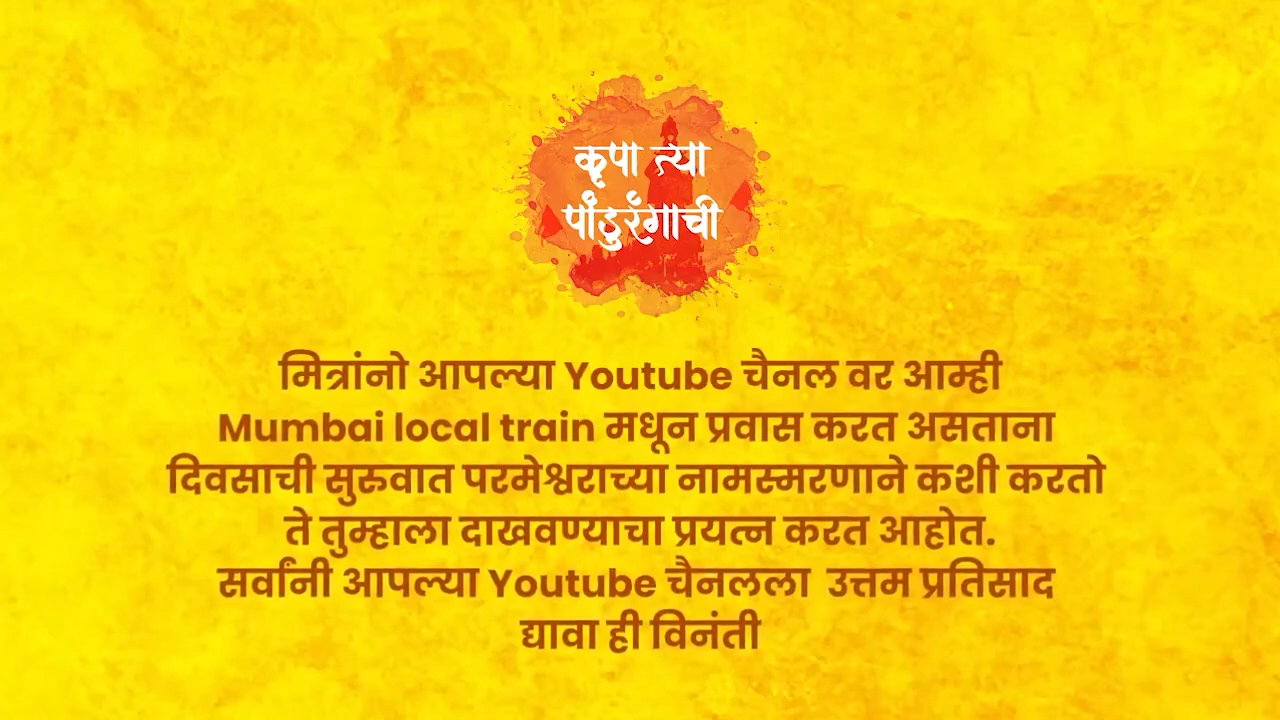 कृपा त्या
पांडुरंगाची
मित्रांनो आपल्या Youtube चैनल वर आम्ही
Mumbai local train मधून प्रवास करत असताना
दिवसाची सुरुवात परमेश्वराच्या नामस्मरणाने कशी करतो
ते तुम्हाला दाखवण्याचा प्रयत्न करत आहोत.
सर्वांनी आपल्या Youtube चैनलला उत्तम प्रतिसाद
द्यावा ही विनंती